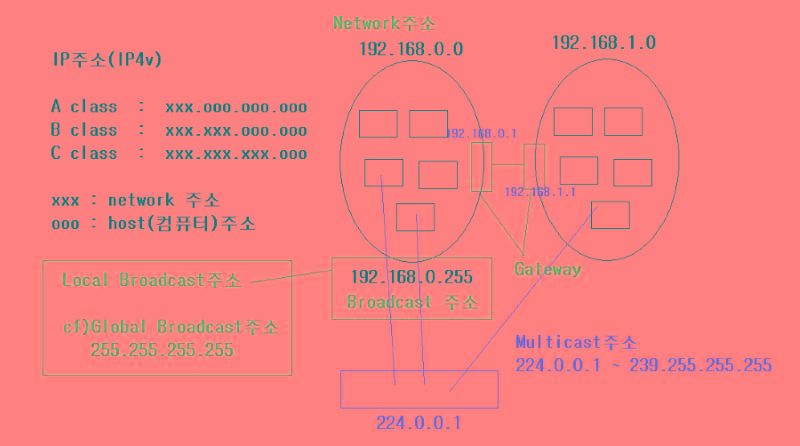 Network주소
192.168.0.0
192.168.1.0
IP주소(IP4v)
A class : xxx.ooo.ooo.ooo
B class : xxx.xxx.ooo.ooo
C class : xxx.xxx.xxx.ooo
xxx : network 주소
ooo : host(컴퓨터)주소
192.168.0.1
192.168.1.1
Gateway
Local Broadcast주소
cf)Global Broadcast주소
255.255.255.255
192.168.0.255
Broadcast 주소
Multicast주소
224.0.0.1 ~ 239.255.255.255
224.0.0.1